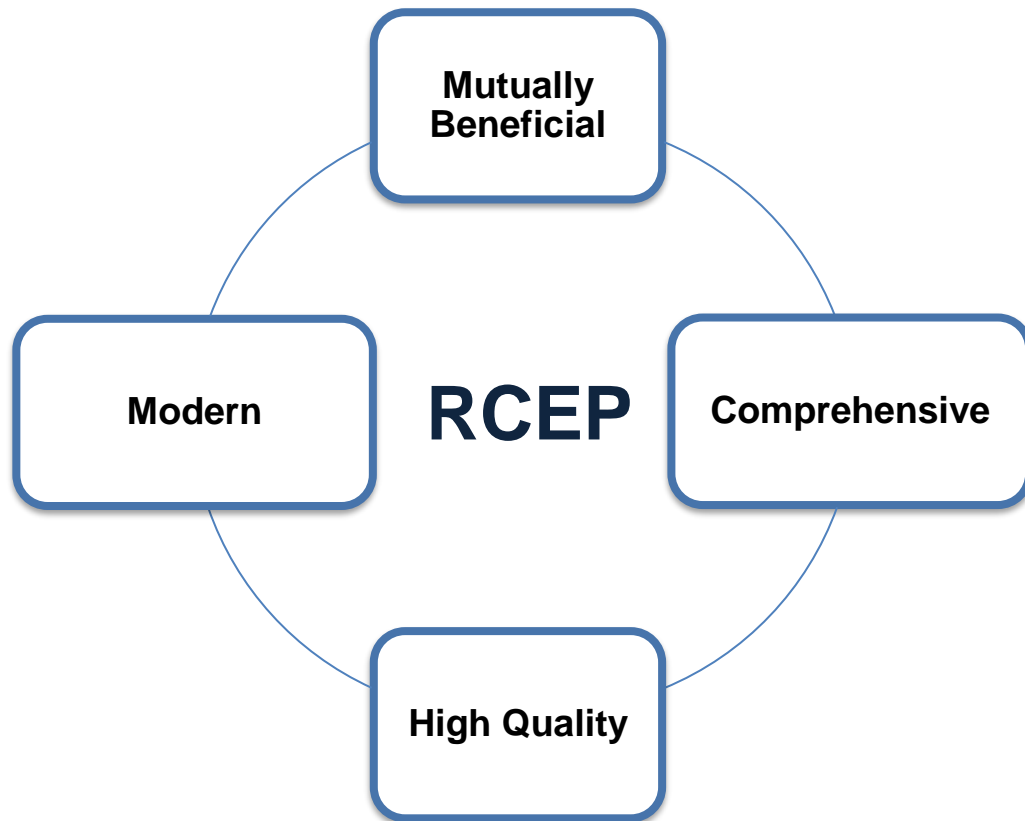 Mutually
Beneficial
Modern
RCEP
Comprehensive
High Quality